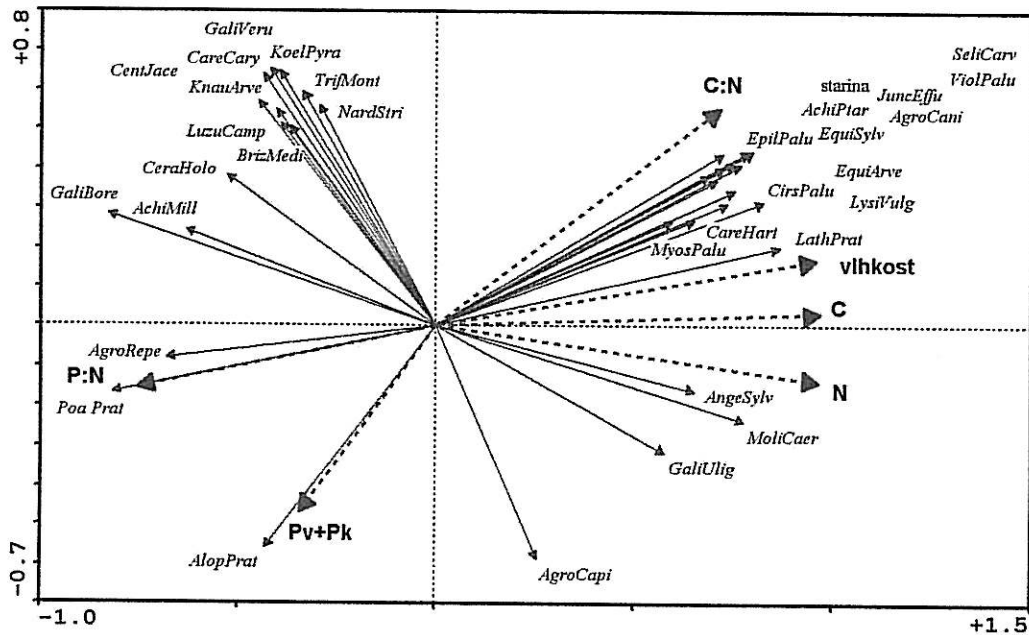 +0.8
GaliVeru
CareCary KoelPyra
CentJace
KnauArve
TrifMont
NardStri
LuzuCamp
BrizMedi
CeraHolo
GaliBore
AchiMill
C:N
SeliCarv
ViolPalu
starina
JuncEffu
AchiPtar
AgroCani
EpilPalu
EquiSylv
EquiArve
CirsPalu
LysiVulg
CareHart
MyosPalu
LathPrat
vlhkost
C
AgroRepe
P:N
Poa Prat
N
AngeSylv
MoliCaer
GaliUlig
Pv+Pk
AlopPrat
AgroCapi
-0.7
-1.0
+1.5